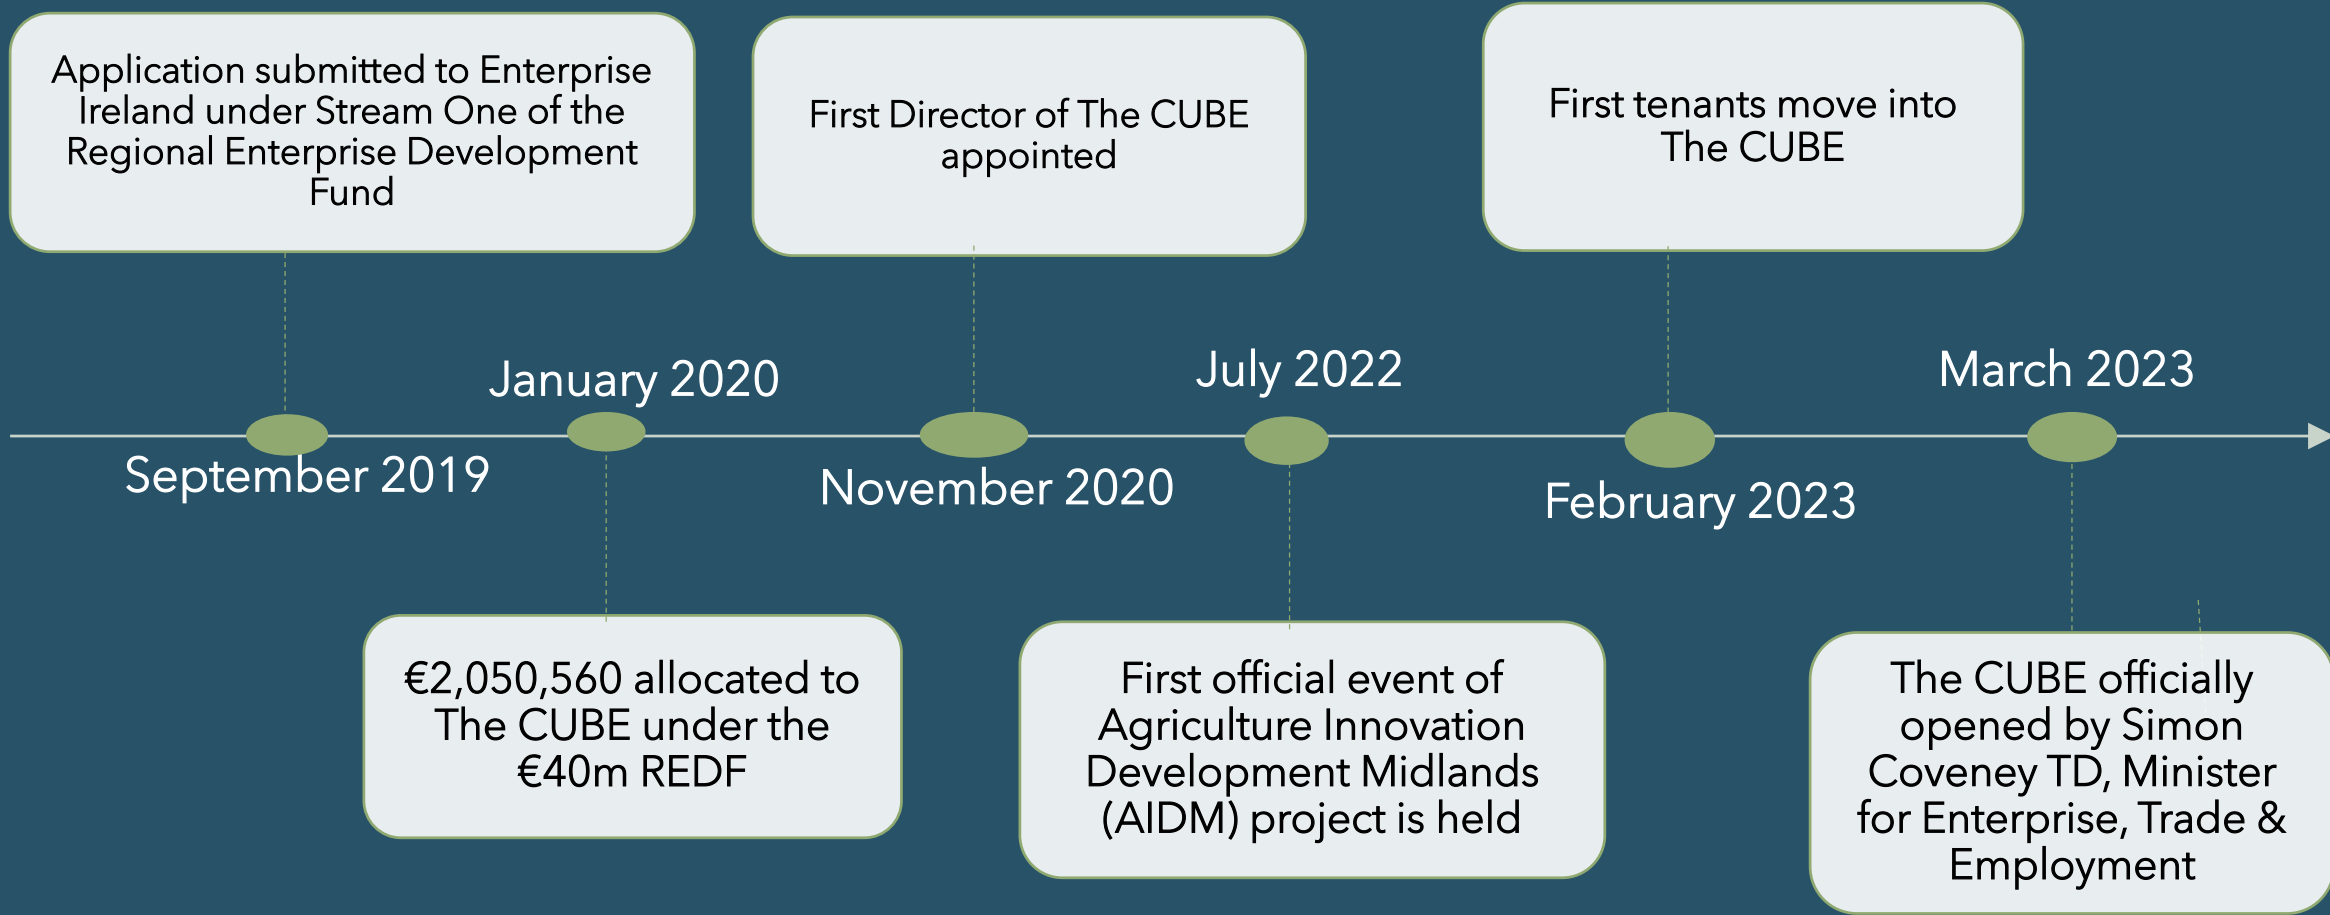 Application submitted to Enterprise
Ireland under Stream One of the
Regional Enterprise Development
Fund
First Director of The CUBE
appointed
First tenants move into
The CUBE
September 2019
January 2020
November 2020
July 2022
February 2023
March 2023
€2,050,560 allocated to
The CUBE under the
€40m REDF
First official event of
Agriculture Innovation
Development Midlands
(AIDM) project is held
The CUBE officially
opened by Simon
Coveney TD, Minister
for Enterprise, Trade &
Employment